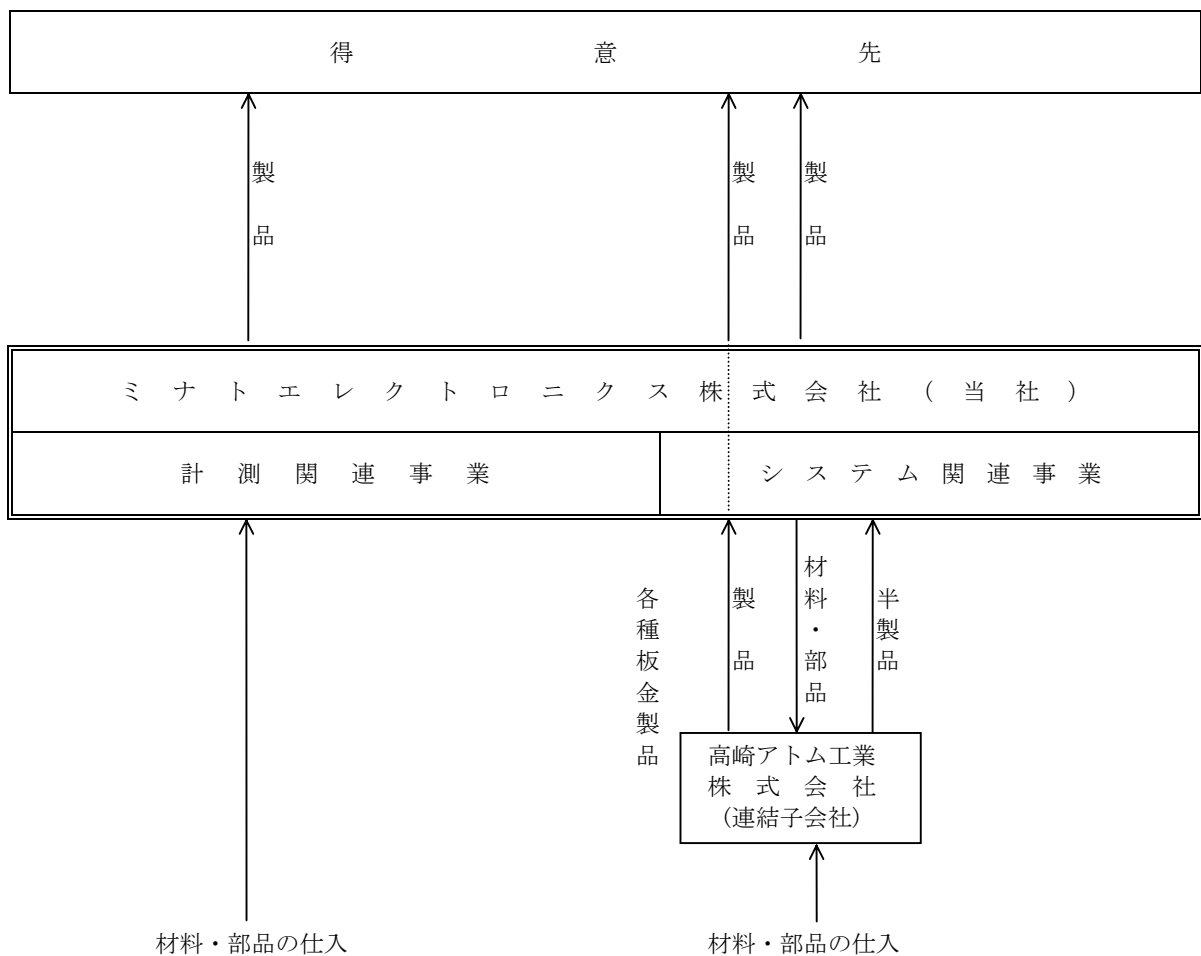 得意先
製品
製品
製品
ミナトエレクトロニクス株式会社(当社)
計測関連事業
システム関連事業
各種板金製品
製品
材料・部品
半製品
高崎アトム工業
株式会社
(連結子会社)
材料・部品の仕入
材料・部品の仕入